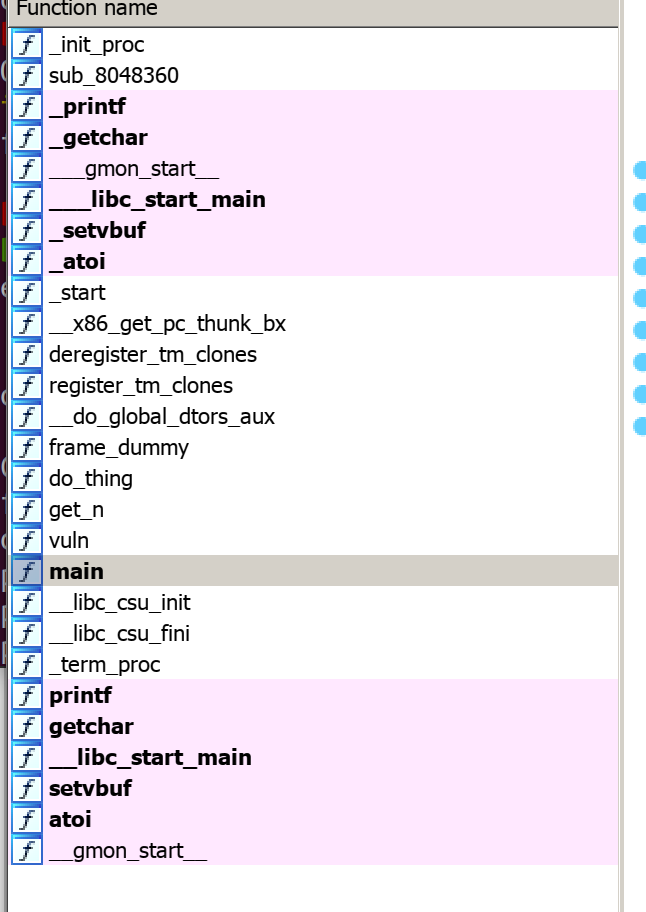 Function name
_init_proc
sub_8048360
_printf
_getchar
___gmon_start__
___libc_start_main
_setvbuf
_atoi
_start
__x86_get_pc_thunk_bx
deregister_tm_clones
register_tm_clones
__do_global_dtors_aux
frame_dummy
do_thing
get_n
vuln
main
__libc_csu_init
__libc_csu_fini
_term_proc
printf
getchar
__libc_start_main
setvbuf
atoi
__gmon_start__